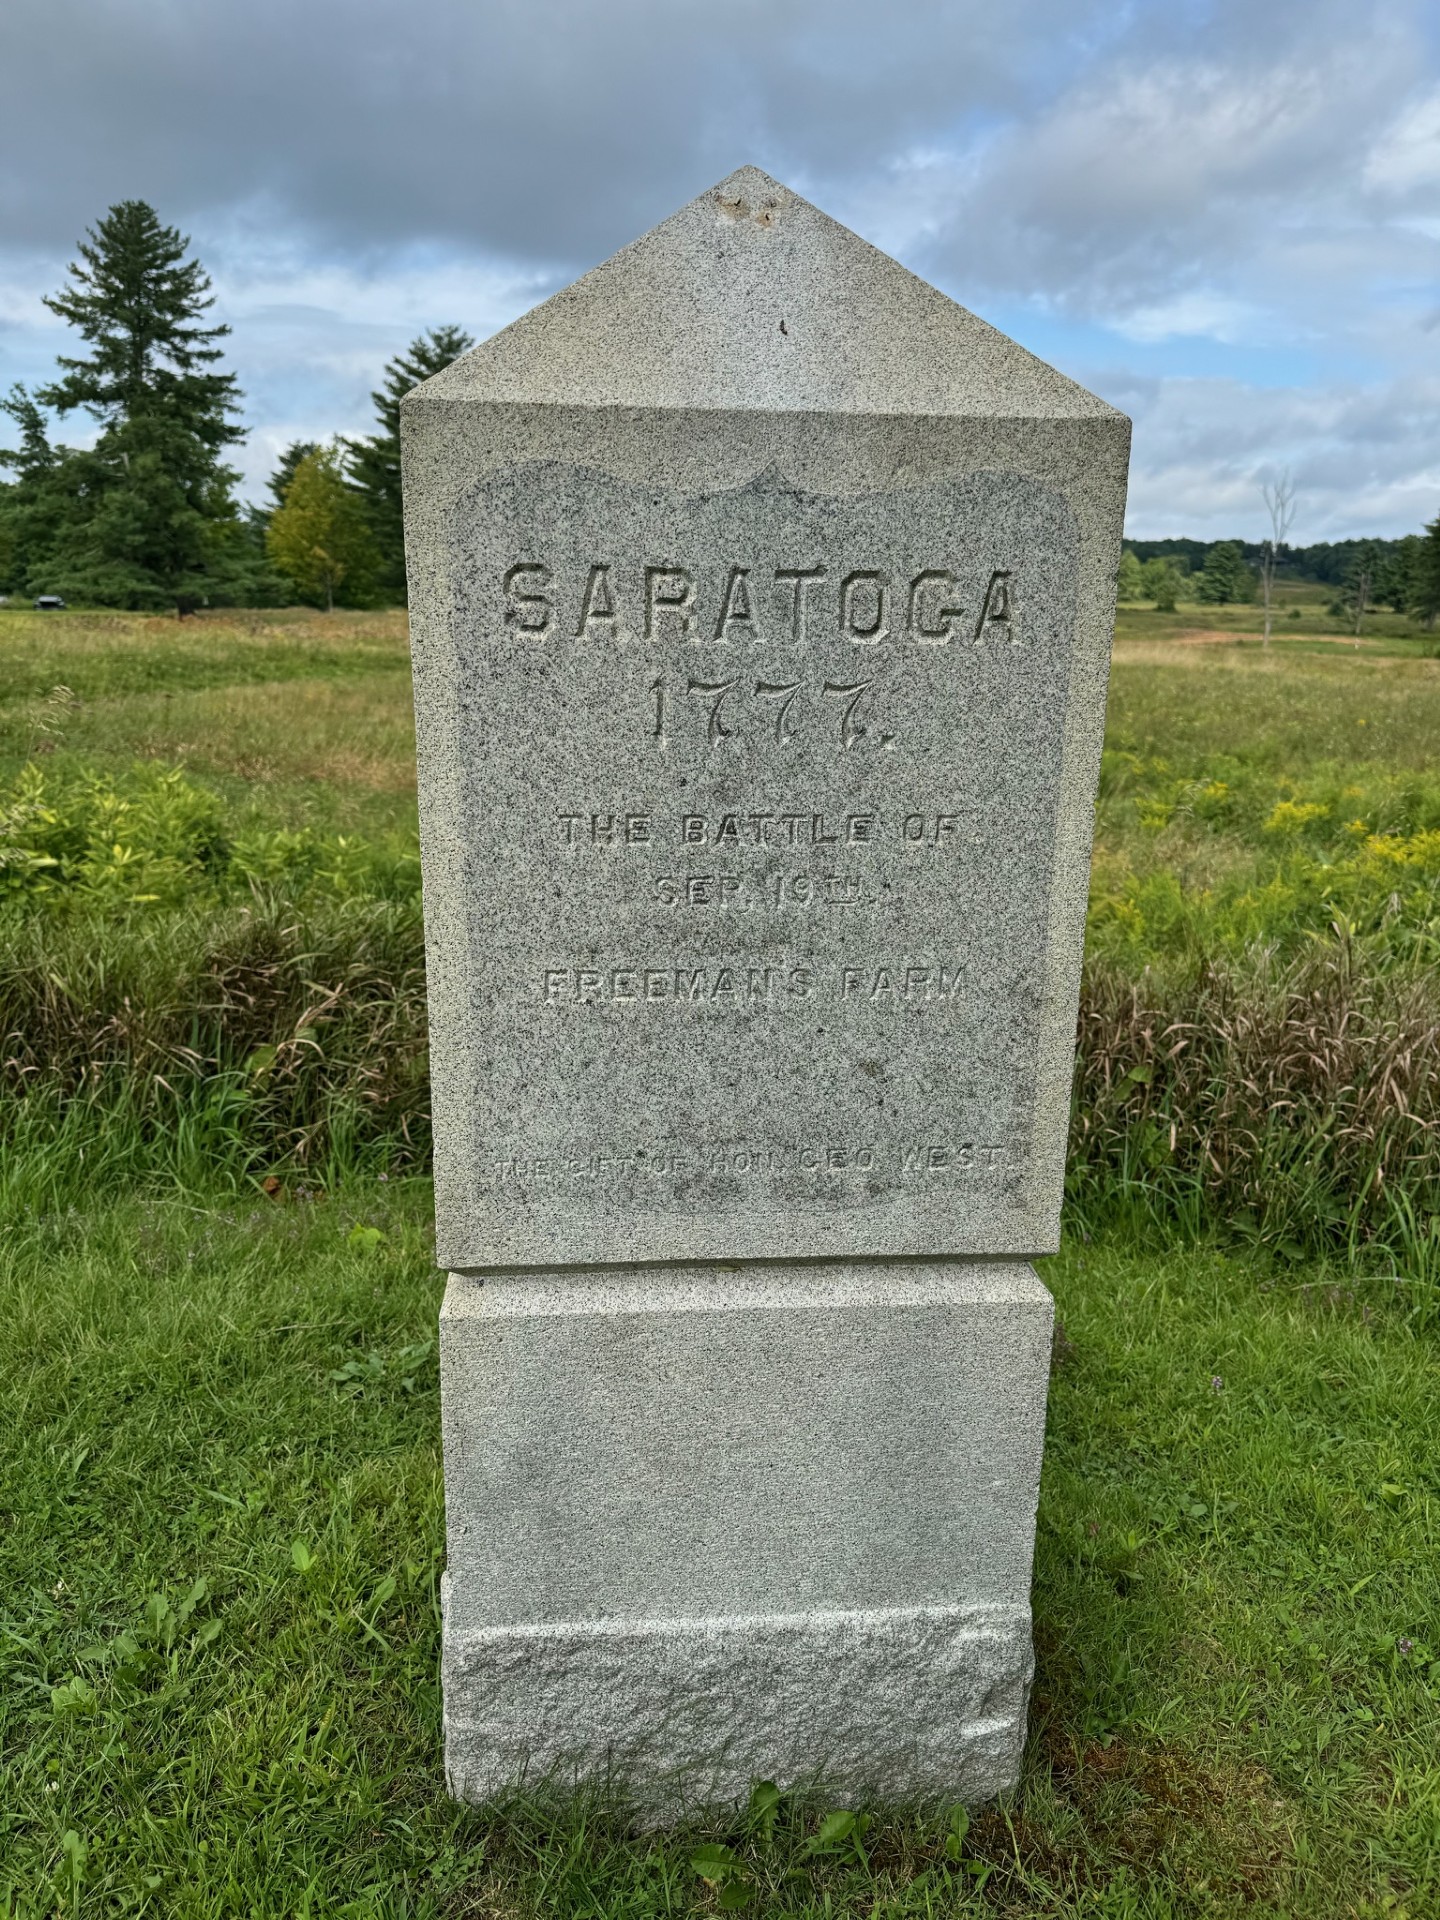 SARATOGA
1777.
THE BATTLE OF
SEP. 19TH.
FREEMAN'S FARM
THE GIFT OF HON. GEO WEST.